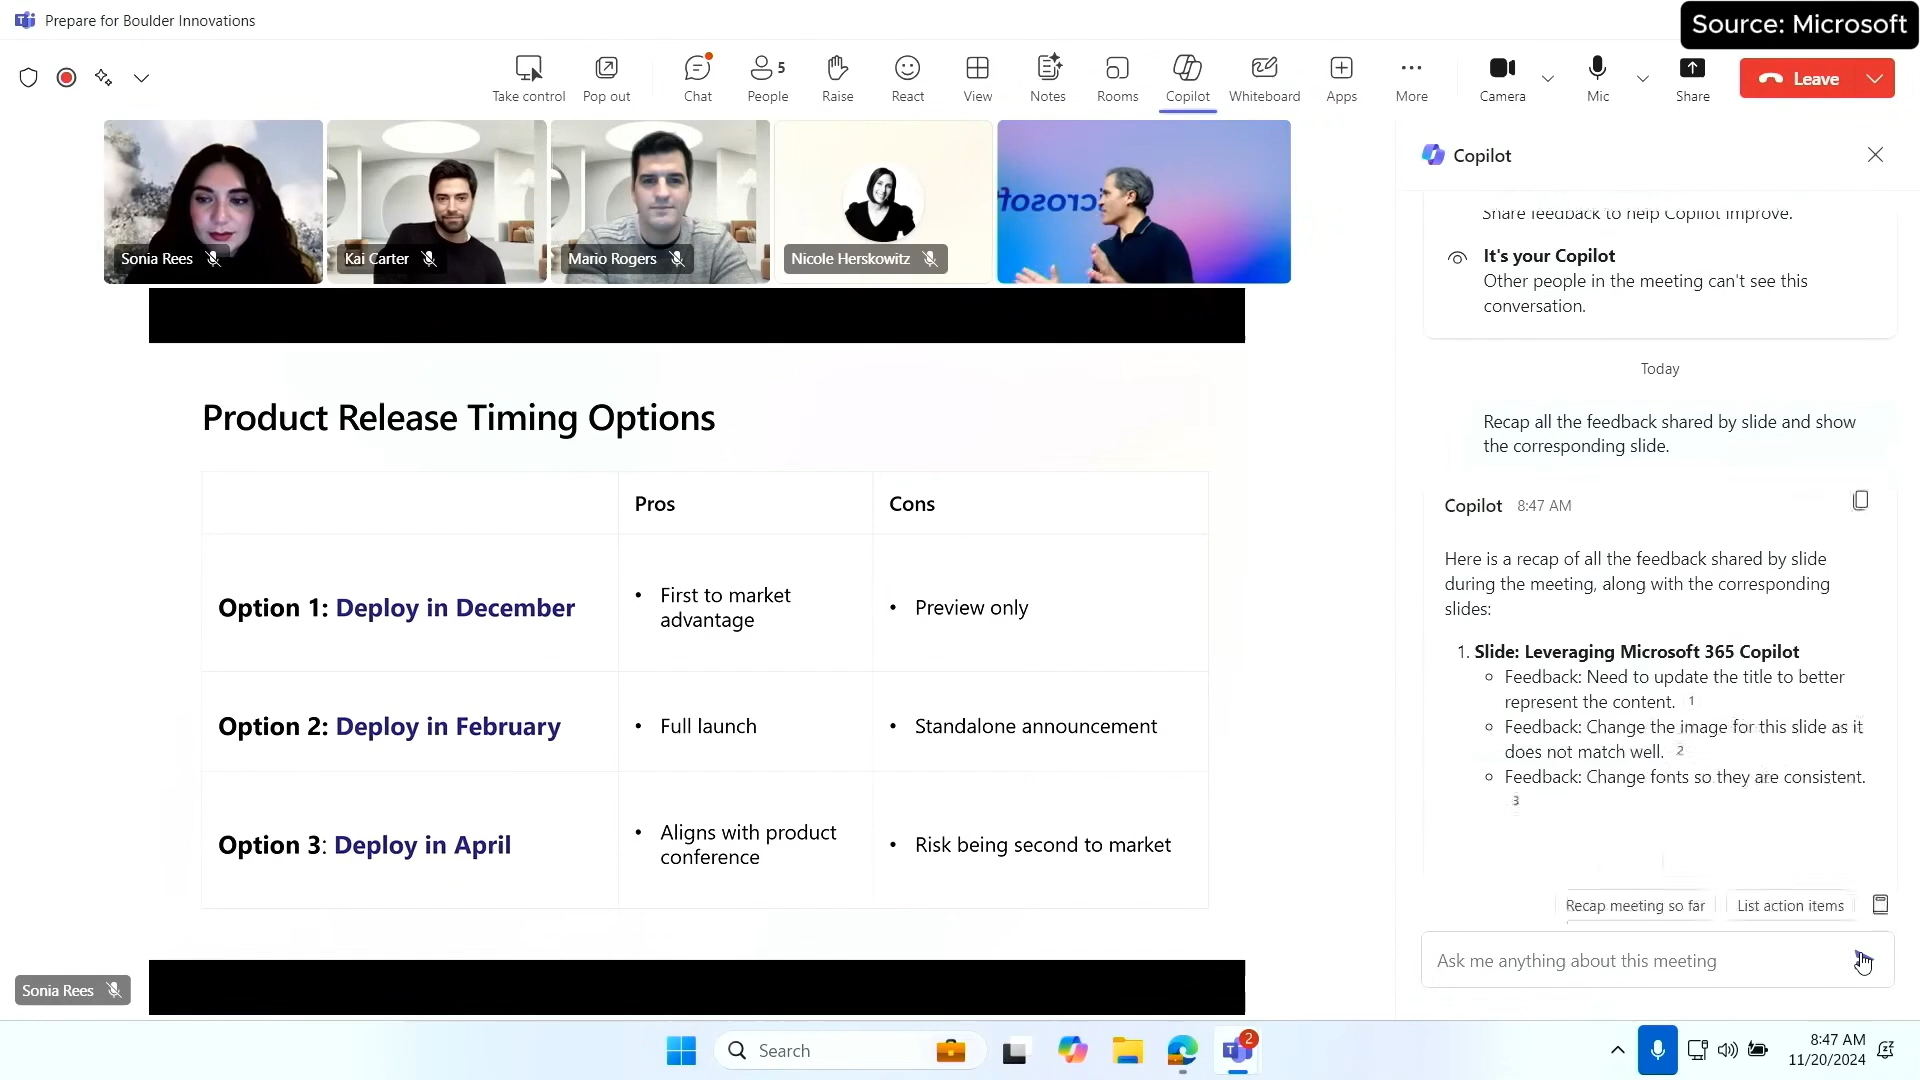 Prepare for Boulder Innovations
Source: Microsoft
Take control
Pop out
Chat
5
People
Raise
React
View
Notes
Rooms
Copilot
Whiteboard
Apps
More
Camera
Mic
Share
Leave
Sonia Rees
Kai Carter
Mario Rogers
Nicole Herskowitz
crosoft
Product Release Timing Options
Pros
Cons
Option 1: Deploy in December
• First to market
advantage
• Preview only
Option 2: Deploy in February
• Full launch
• Standalone announcement
Option 3: Deploy in April
• Aligns with product
conference
• Risk being second to market
Sonia Rees
Copilot
Share feedback to help Copilot improve.
It's your Copilot
Other people in the meeting can't see this
conversation.
Today
Recap all the feedback shared by slide and show
the corresponding slide.
Copilot 8:47 AM
Here is a recap of all the feedback shared by slide
during the meeting, along with the corresponding
slides:
1. Slide: Leveraging Microsoft 365 Copilot
Feedback: Need to update the title to better
represent the content. 1
Feedback: Change the image for this slide as it
does not match well. 2
Feedback: Change fonts so they are consistent.
3
Recap meeting so far
List action items
Ask me anything about this meeting
Search
2
8:47 AM
11/20/2024